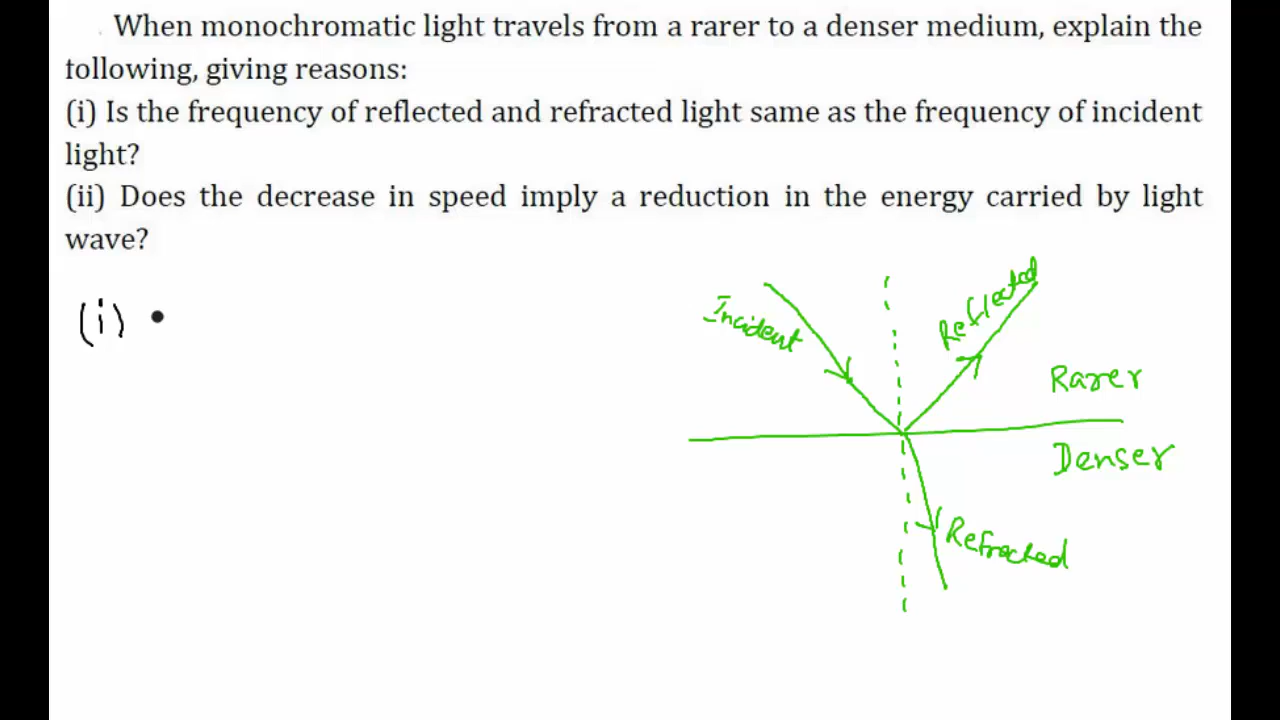 When monochromatic light travels from a rarer to a denser medium, explain the
following, giving reasons:
(i) Is the frequency of reflected and refracted light same as the frequency of incident
light?
(ii) Does the decrease in speed imply a reduction in the energy carried by light
wave?
(i)
Incident
Reflected
Rarer
Denser
Refracted